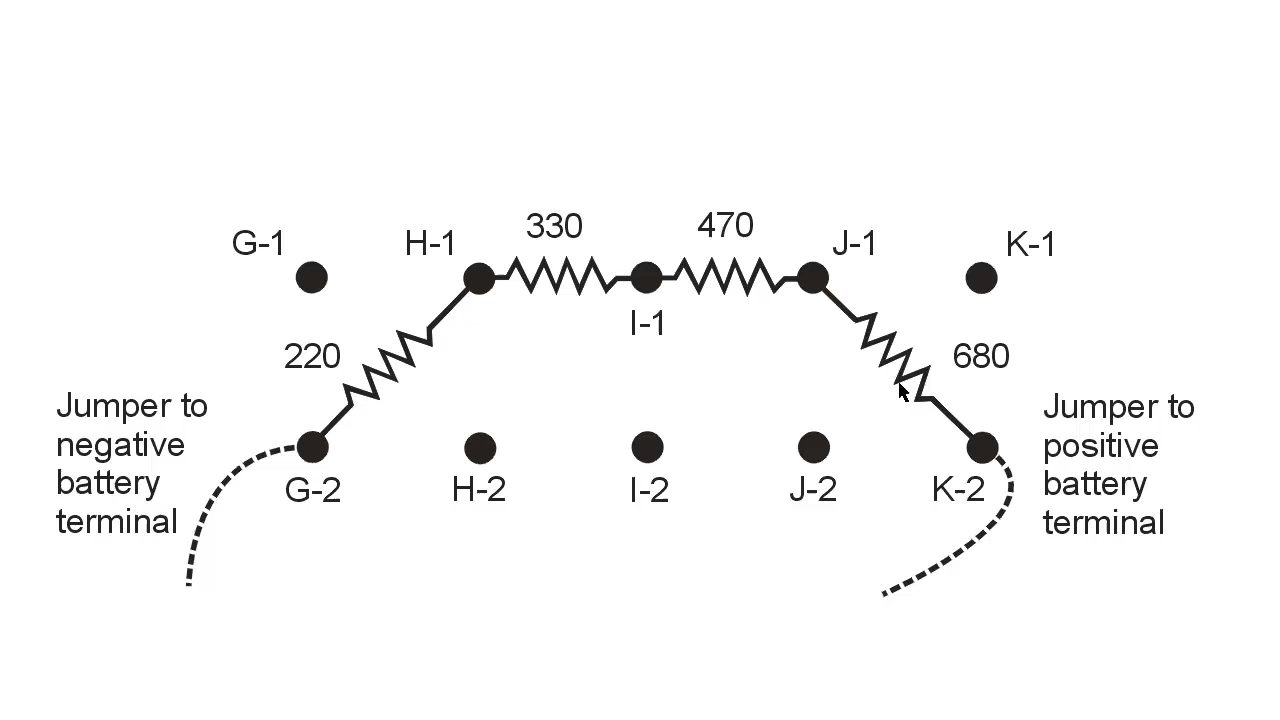 330
470
G-1
H-1
J-1
K-1
I-1
220
680
Jumper to
negative
battery
terminal
Jumper to
positive
battery
terminal
G-2
H-2
I-2
J-2
K-2